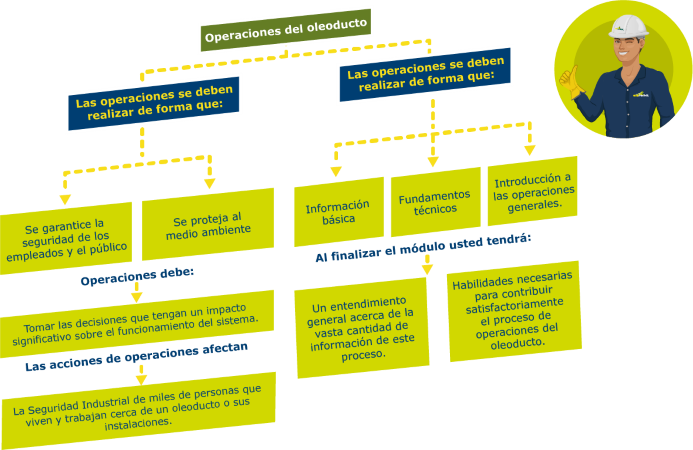 Operaciones del oleoducto
Las operaciones se deben
realizar de forma que:
Las operaciones se deben
realizar de forma que:
Se garantice la
seguridad de los
empleados y el público
Se proteja al
medio ambiente
Información
básica
Fundamentos
técnicos
Introducción a
las operaciones
generales.
Operaciones debe:
Al finalizar el módulo usted tendrá:
Tomar las decisiones que tengan un impacto
significativo sobre el funcionamiento del sistema.
Un entendimiento
general acerca de la
vasta cantidad de
información de este
proceso.
Habilidades necesarias
para contribuir
satisfactoriamente
el proceso de
operaciones del
oleoducto.
Las acciones de operaciones afectan
La Seguridad Industrial de miles de personas que
viven y trabajan cerca de un oleoducto o sus
instalaciones.